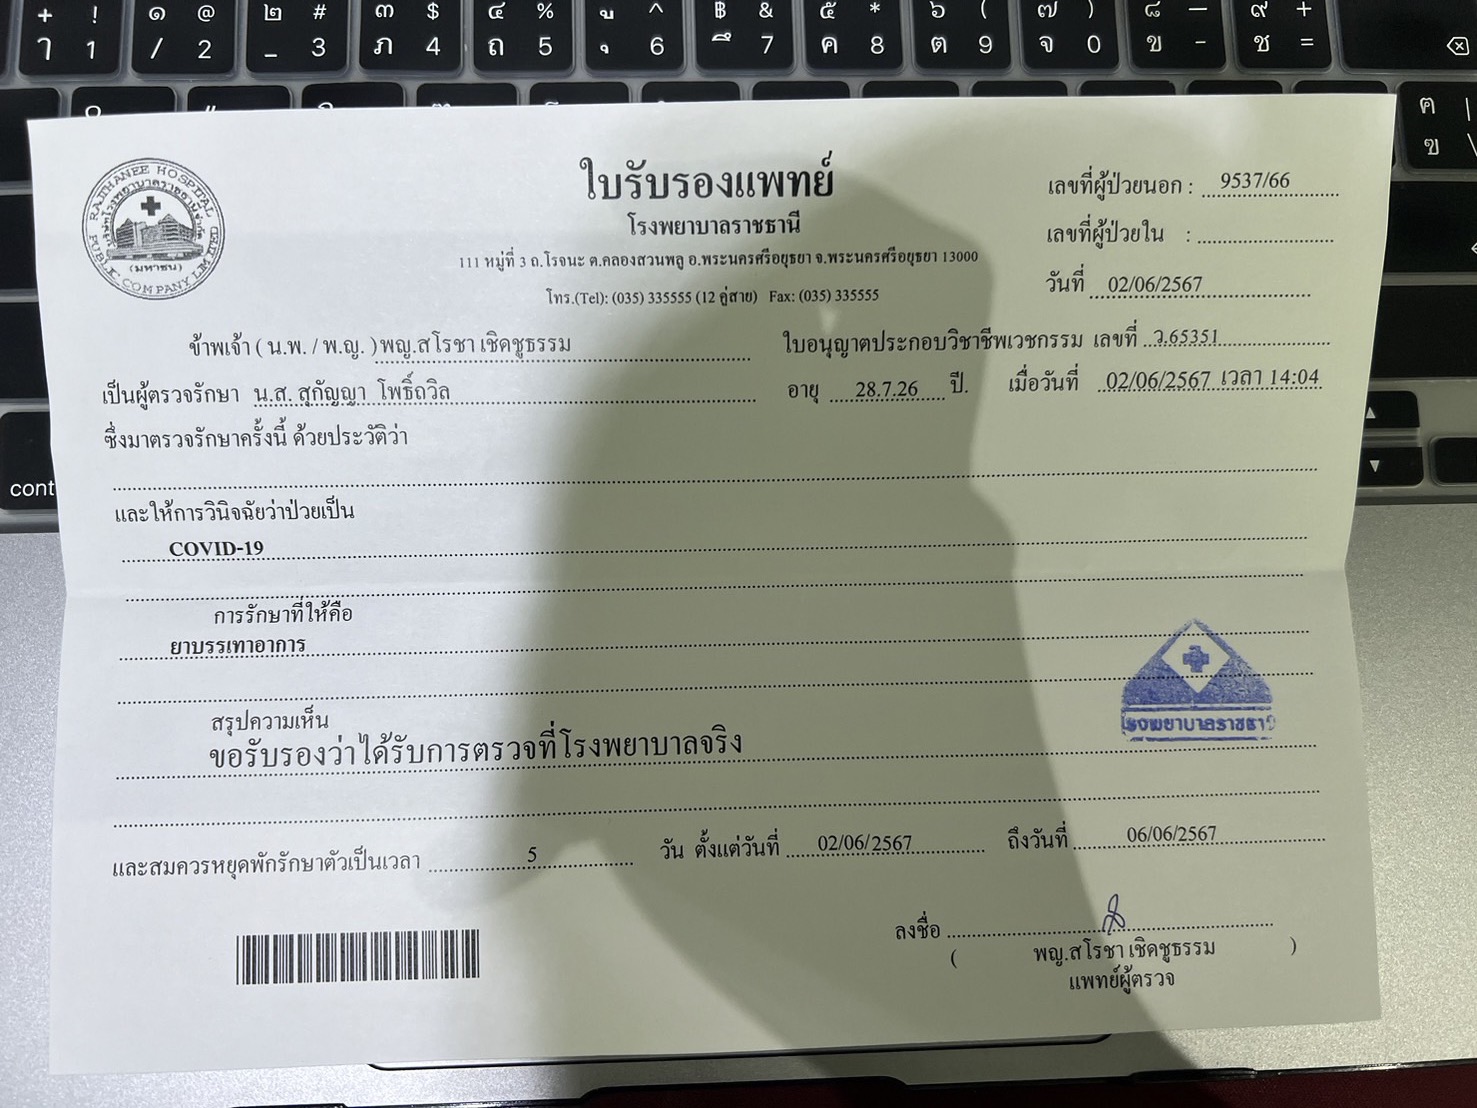 + ! ๑ @ ๒ # ๓ $ ๔ % ู ^ ฿ & ๕ * ๖ ( ๗ ) ๘ — ๙ +
ๅ 1 / 2 _ 3 ภ 4 ถ 5 ุ 6 ึ 7 ค 8 ต 9 จ 0 ข - ช =
ฅ |
ฃ \
cont
RAJTHANEE HOSPITAL
PUBLIC COMPANY LIMITED
(มหาชน)
ใบรับรองแพทย์
โรงพยาบาลราชธานี
111 หมู่ที่ 3 ถ.โรจนะ ต.คลองสวนพลู อ.พระนครศรีอยุธยา จ.พระนครศรีอยุธยา 13000
โทร.(Tel): (035) 335555 (12 คู่สาย) Fax: (035) 335555
เลขที่ผู้ป่วยนอก : 9537/66
เลขที่ผู้ป่วยใน :
วันที่ 02/06/2567
ข้าพเจ้า ( น.พ. / พ.ญ. ) พญ.สโรชา เชิดชูธรรม ใบอนุญาตประกอบวิชาชีพเวชกรรม เลขที่ ว.65351
เป็นผู้ตรวจรักษา น.ส. สุกัญญา โพธิ์ถวิล อายุ 28.7.26 ปี. เมื่อวันที่ 02/06/2567 เวลา 14:04
ซึ่งมาตรวจรักษาครั้งนี้ ด้วยประวัติว่า
และให้การวินิจฉัยว่าป่วยเป็น
COVID-19
การรักษาที่ให้คือ
ยาบรรเทาอาการ
โรงพยาบาลราชธานี
สรุปความเห็น
ขอรับรองว่าได้รับการตรวจที่โรงพยาบาลจริง
และสมควรหยุดพักรักษาตัวเป็นเวลา 5 วัน ตั้งแต่วันที่ 02/06/2567 ถึงวันที่ 06/06/2567
ลงชื่อ
( พญ.สโรชา เชิดชูธรรม )
แพทย์ผู้ตรวจ